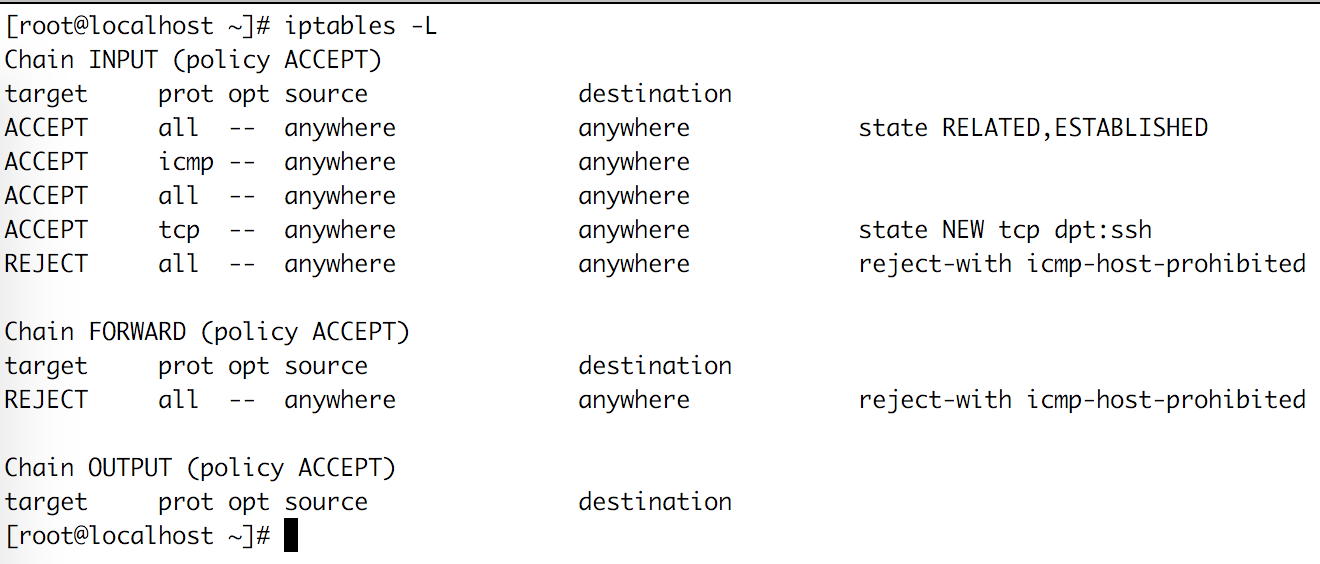 [root@localhost ~]# iptables -L
Chain INPUT (policy ACCEPT)
target     prot opt source               destination
ACCEPT     all  --  anywhere             anywhere            state RELATED,ESTABLISHED
ACCEPT     icmp --  anywhere             anywhere
ACCEPT     all  --  anywhere             anywhere
ACCEPT     tcp  --  anywhere             anywhere            state NEW tcp dpt:ssh
REJECT     all  --  anywhere             anywhere            reject-with icmp-host-prohibited

Chain FORWARD (policy ACCEPT)
target     prot opt source               destination
REJECT     all  --  anywhere             anywhere            reject-with icmp-host-prohibited

Chain OUTPUT (policy ACCEPT)
target     prot opt source               destination
[root@localhost ~]#